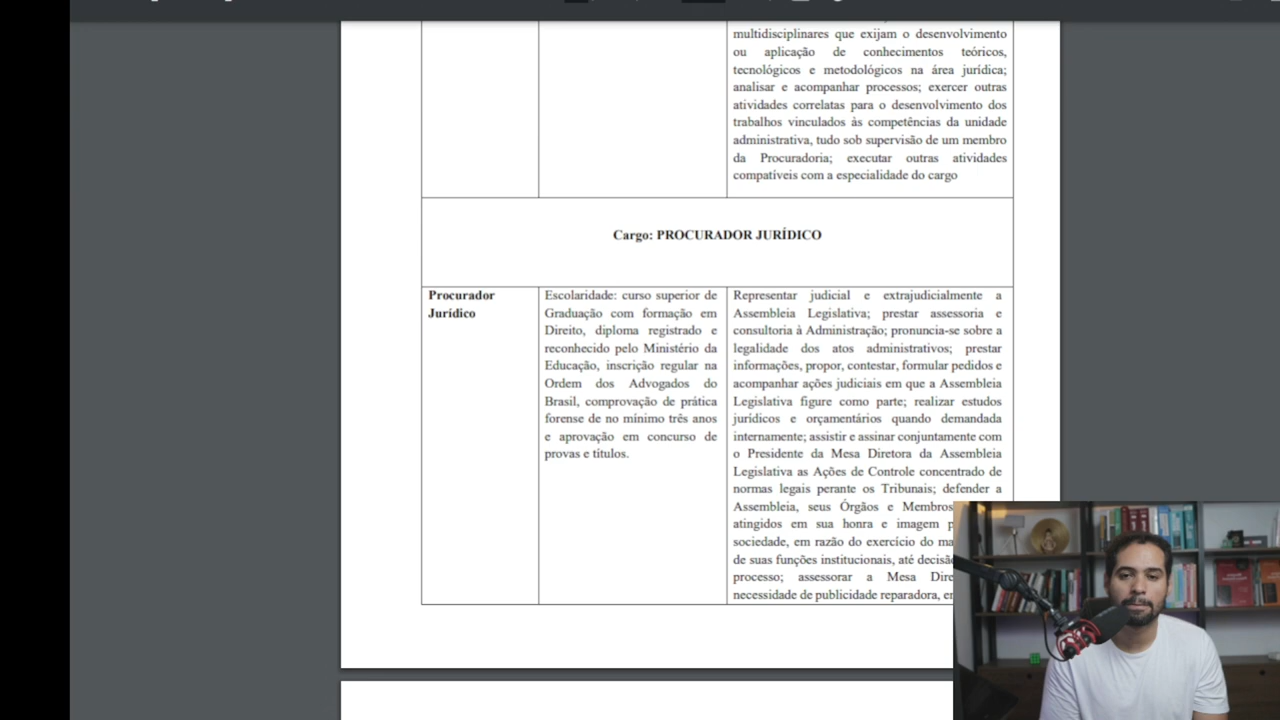 multidisciplinares que exijam o desenvolvimento
ou aplicação de conhecimentos teóricos,
tecnológicos e metodológicos na área jurídica;
analisar e acompanhar processos; exercer outras
atividades correlatas para o desenvolvimento dos
trabalhos vinculados às competências da unidade
administrativa, tudo sob supervisão de um membro
da Procuradoria; executar outras atividades
compatíveis com a especialidade do cargo
Cargo: PROCURADOR JURÍDICO
Procurador
Jurídico
Escolaridade: curso superior de
Graduação com formação em
Direito, diploma registrado e
reconhecido pelo Ministério da
Educação, inscrição regular na
Ordem dos Advogados do
Brasil, comprovação de prática
forense de no mínimo três anos
e aprovação em concurso de
provas e títulos.
Representar judicial e extrajudicialmente a
Assembleia Legislativa; prestar assessoria e
consultoria à Administração; pronuncia-se sobre a
legalidade dos atos administrativos; prestar
informações, propor, contestar, formular pedidos e
acompanhar ações judiciais em que a Assembleia
Legislativa figure como parte; realizar estudos
jurídicos e orçamentários quando demandada
internamente; assistir e assinar conjuntamente com
o Presidente da Mesa Diretora da Assembleia
Legislativa as Ações de Controle concentrado de
normas legais perante os Tribunais; defender a
Assembleia, seus Órgãos e Membros
atingidos em sua honra e imagem
sociedade, em razão do exercício do
de suas funções institucionais, até
processo; assessorar a Mesa
necessidade de publicidade reparadora,